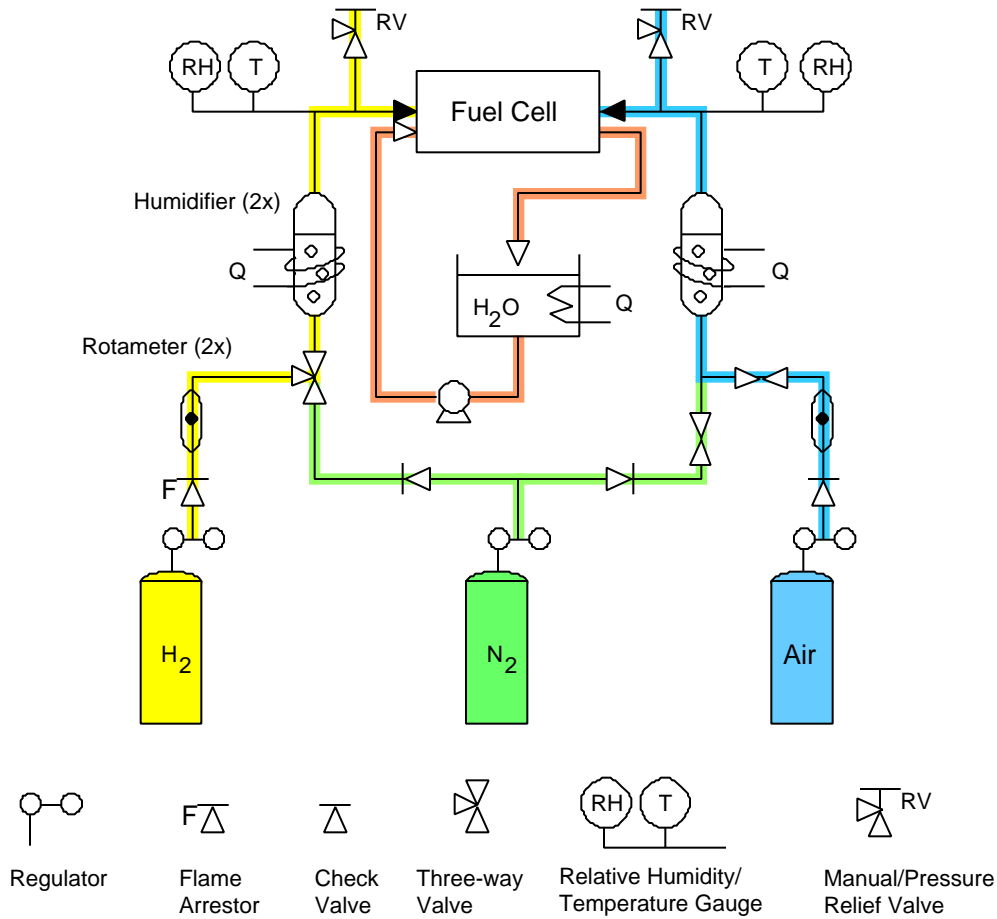 RV
RV
RH
T
T
RH
Fuel Cell
Humidifier (2x)
Q
H2O
Q
Q
Rotameter (2x)
F
H2
N2
Air
F
RH
T
RV
Regulator
Flame
Arrestor
Check
Valve
Three-way
Valve
Relative Humidity/
Temperature Gauge
Manual/Pressure
Relief Valve